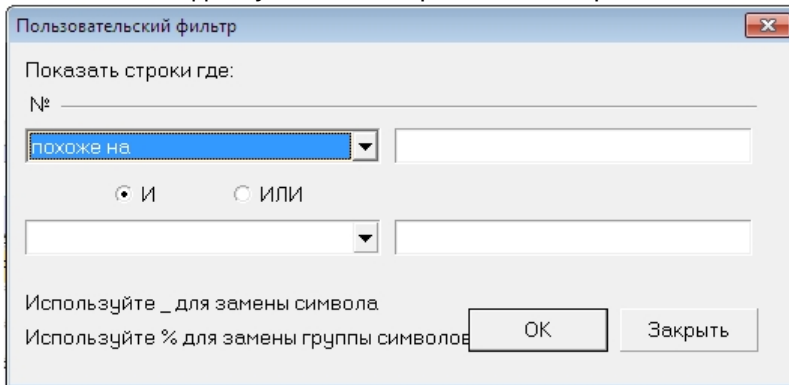 Пользовательский фильтр
Показать строки где:
№
похоже на
И ИЛИ
Используйте _ для замены символа
Используйте % для замены группы символов
OK Закрыть